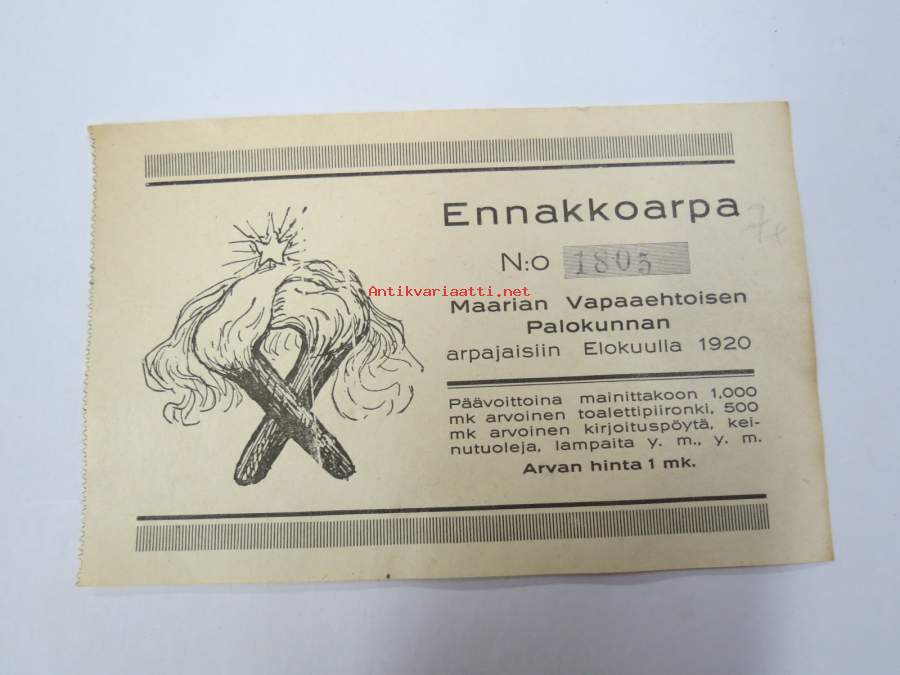 Ennakkoarpa
N:o 1805
Antikvariaatti.net
Maarian Vapaaehtoisen
Palokunnan
arpajaisiin Elokuulla 1920
Päävoittoina mainittakoon 1,000
mk arvoinen toalettipiironki, 500
mk arvoinen kirjoituspöytä, kei-
nutuoleja, lampaita y. m., y. m.
Arvan hinta 1 mk.